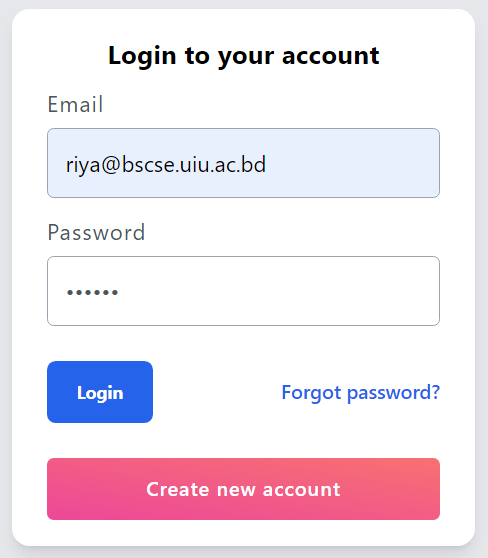 Login to your account
Email
riya@bscse.uiu.ac.bd
Password
••••••
Login
Forgot password?
Create new account